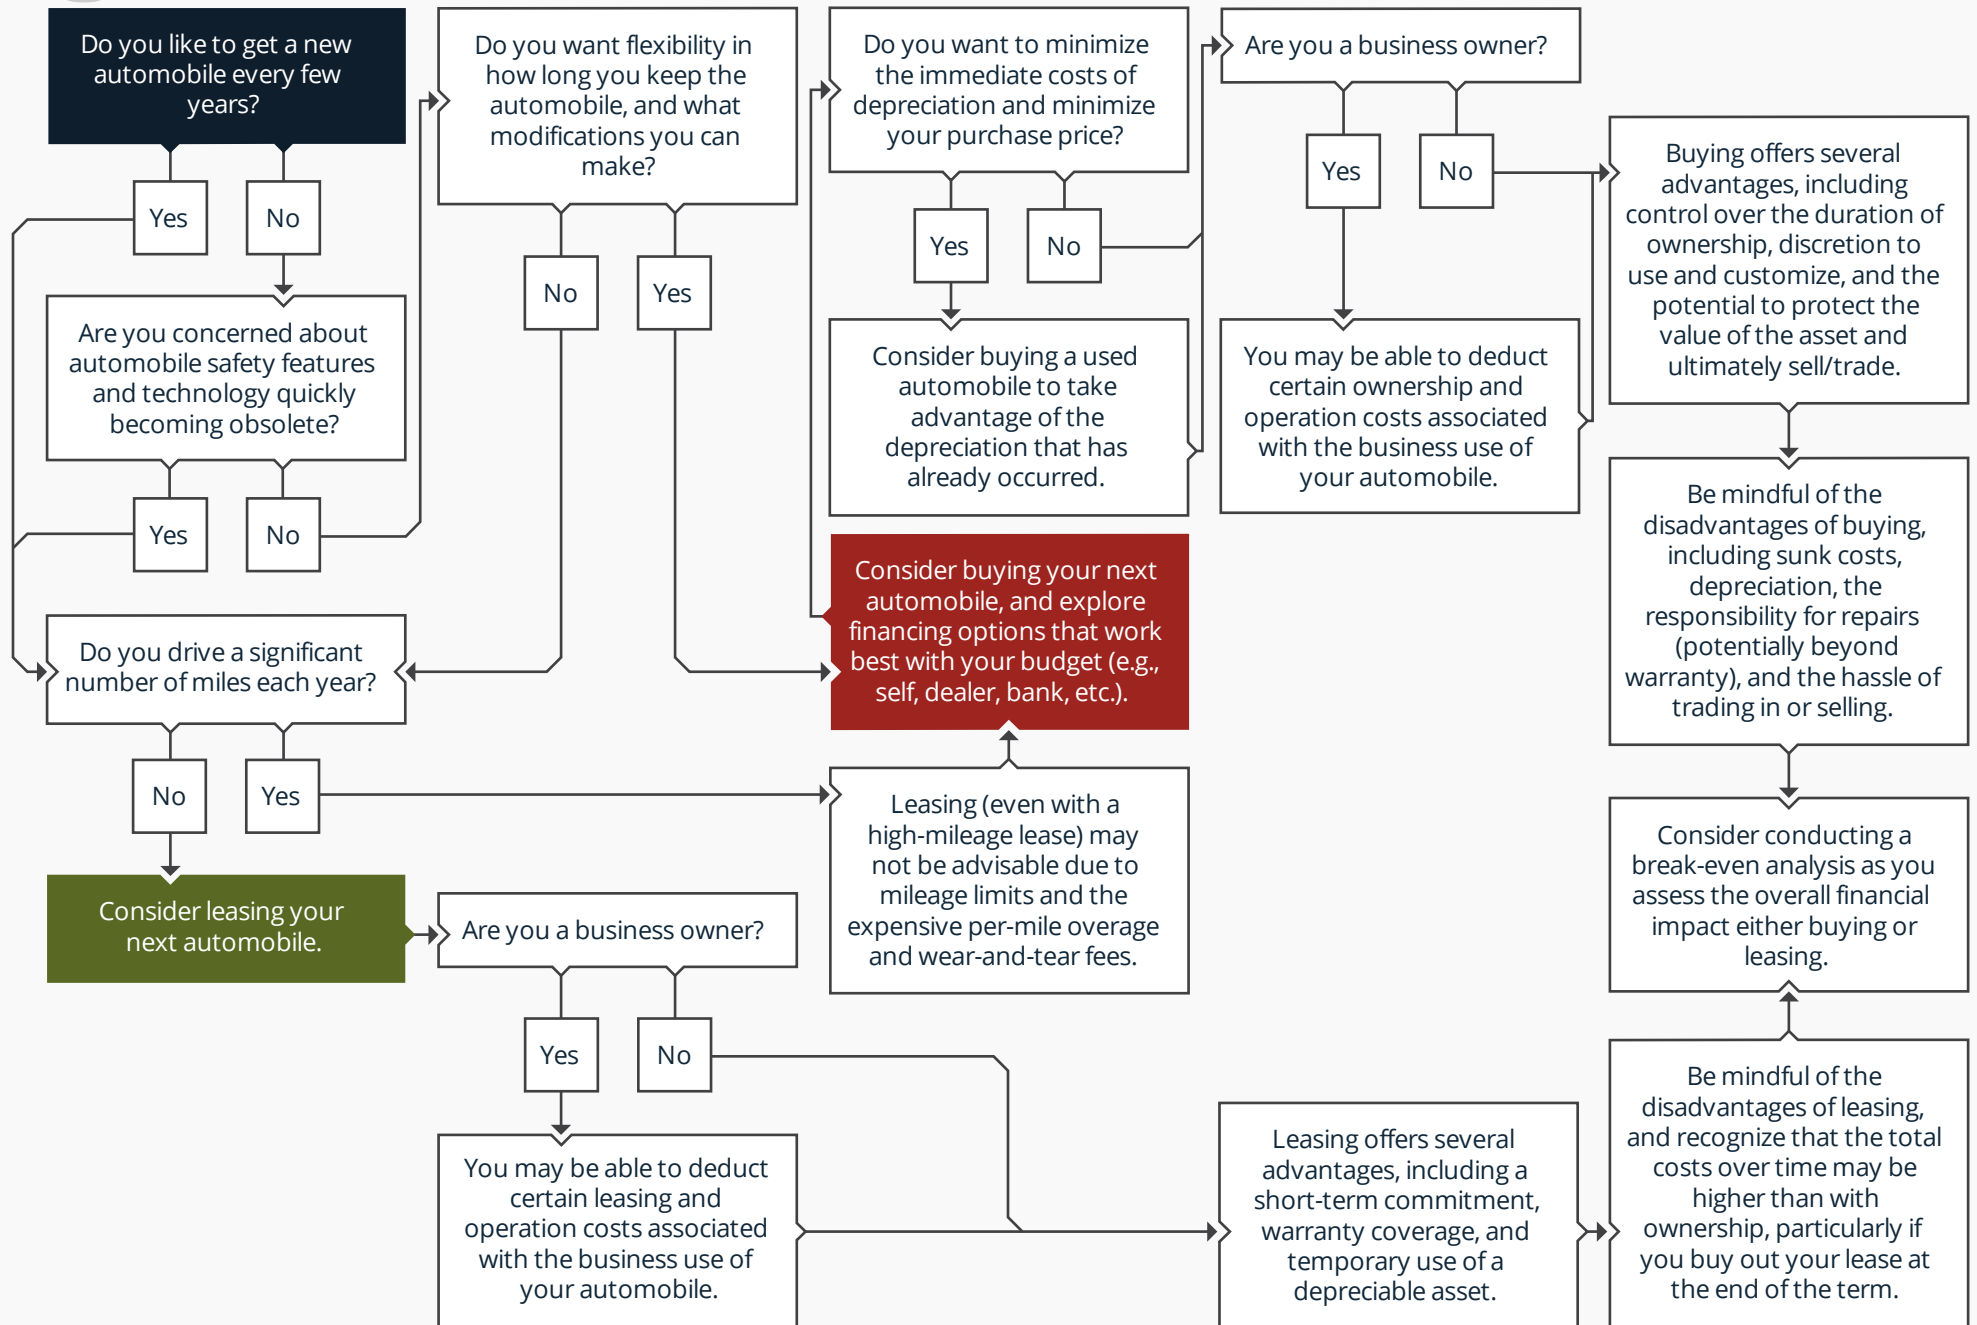 Do you like to get a new
automobile every few
years?
Yes
No
Are you concerned about
automobile safety features
and technology quickly
becoming obsolete?
Yes
No
Do you drive a significant
number of miles each year?
No
Yes
Consider leasing your
next automobile.
Do you want flexibility in
how long you keep the
automobile, and what
modifications you can
make?
No
Yes
Are you a business owner?
Yes
No
You may be able to deduct
certain leasing and
operation costs associated
with the business use of
your automobile.
Do you want to minimize
the immediate costs of
depreciation and minimize
your purchase price?
Yes
No
Consider buying a used
automobile to take
advantage of the
depreciation that has
already occurred.
Consider buying your next
automobile, and explore
financing options that work
best with your budget (e.g.,
self, dealer, bank, etc.).
Leasing (even with a
high-mileage lease) may
not be advisable due to
mileage limits and the
expensive per-mile overage
and wear-and-tear fees.
Are you a business owner?
Yes
No
You may be able to deduct
certain ownership and
operation costs associated
with the business use of
your automobile.
Leasing offers several
advantages, including a
short-term commitment,
warranty coverage, and
temporary use of a
depreciable asset.
Buying offers several
advantages, including
control over the duration of
ownership, discretion to
use and customize, and the
potential to protect the
value of the asset and
ultimately sell/trade.
Be mindful of the
disadvantages of buying,
including sunk costs,
depreciation, the
responsibility for repairs
(potentially beyond
warranty), and the hassle of
trading in or selling.
Consider conducting a
break-even analysis as you
assess the overall financial
impact either buying or
leasing.
Be mindful of the
disadvantages of leasing,
and recognize that the total
costs over time may be
higher than with
ownership, particularly if
you buy out your lease at
the end of the term.